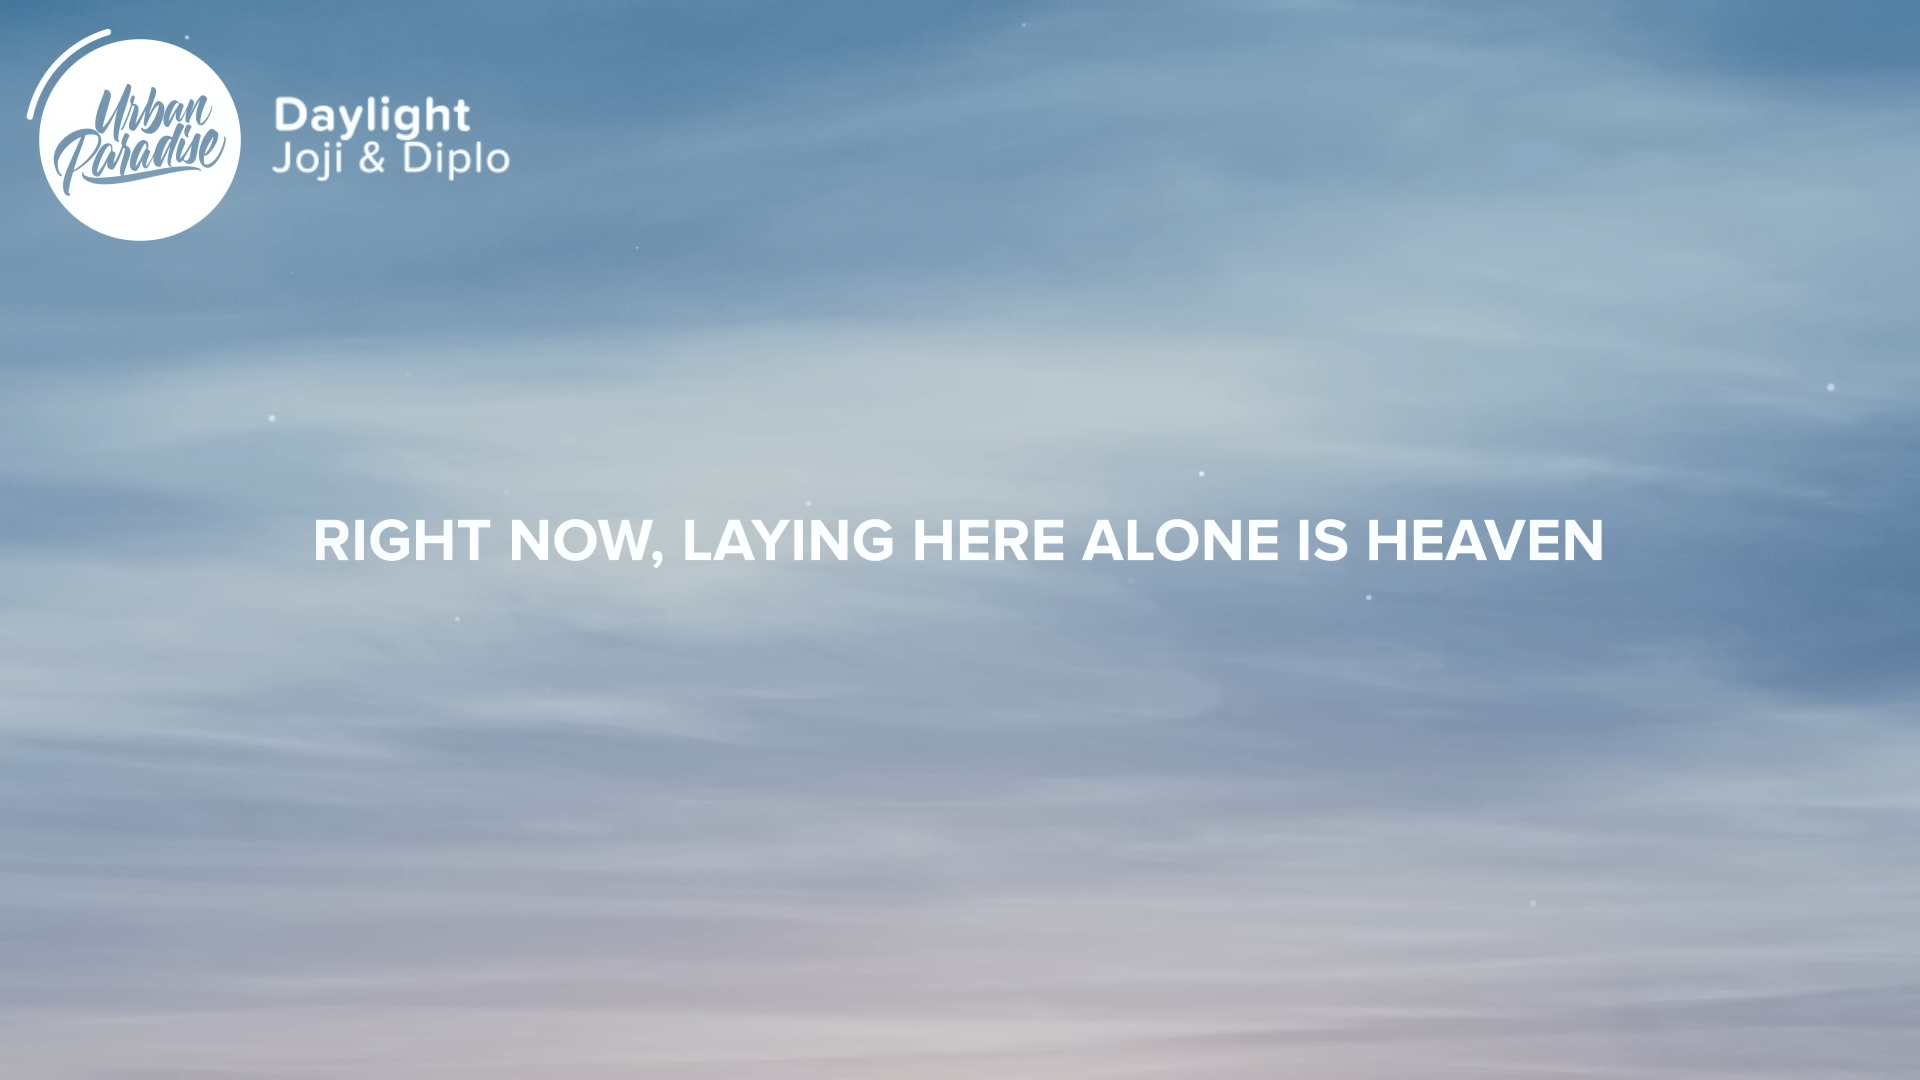 Urban
Paradise
Daylight
Joji & Diplo
RIGHT NOW, LAYING HERE ALONE IS HEAVEN